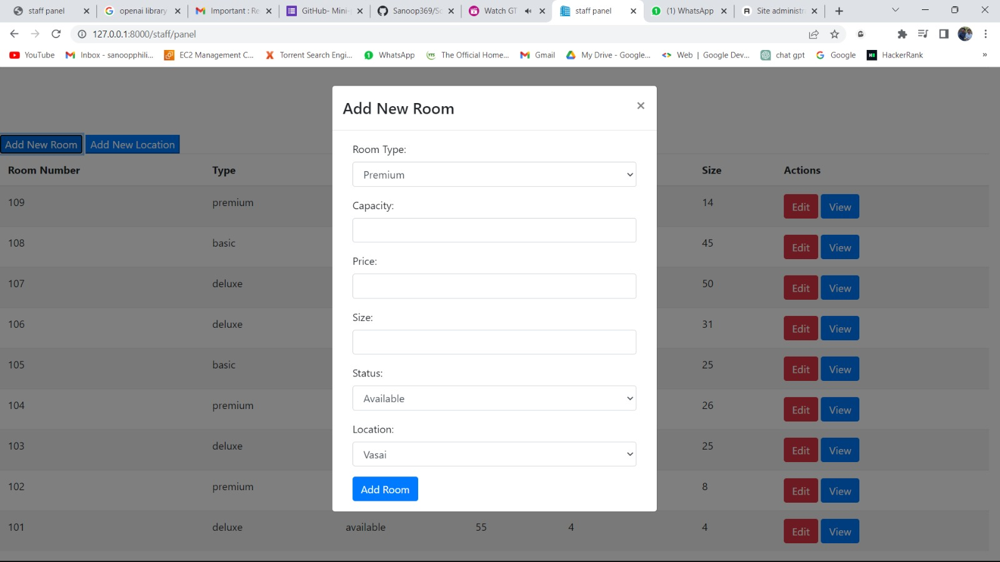 staff panel
openai library
Important : Re
GitHub- Mini-
Sanoop369/Sc
Watch GT
staff panel
(1) WhatsApp
Site administra
127.0.0.1:8000/staff/panel
YouTube
Inbox - sanoopphili...
EC2 Management C...
Torrent Search Engi...
WhatsApp
The Official Home...
Gmail
My Drive - Google...
Web | Google Dev...
chat gpt
Google
HackerRank
»
Add New Room
×
Add New Room
Add New Location
Room Number Type Size Actions
109 premium 14 Edit View
108 basic 45 Edit View
107 deluxe 50 Edit View
106 deluxe 31 Edit View
105 basic 25 Edit View
104 premium 26 Edit View
103 deluxe 25 Edit View
102 premium 8 Edit View
101 deluxe available 55 4 4 Edit View
Room Type:
Premium
Capacity:
Price:
Size:
Status:
Available
Location:
Vasai
Add Room